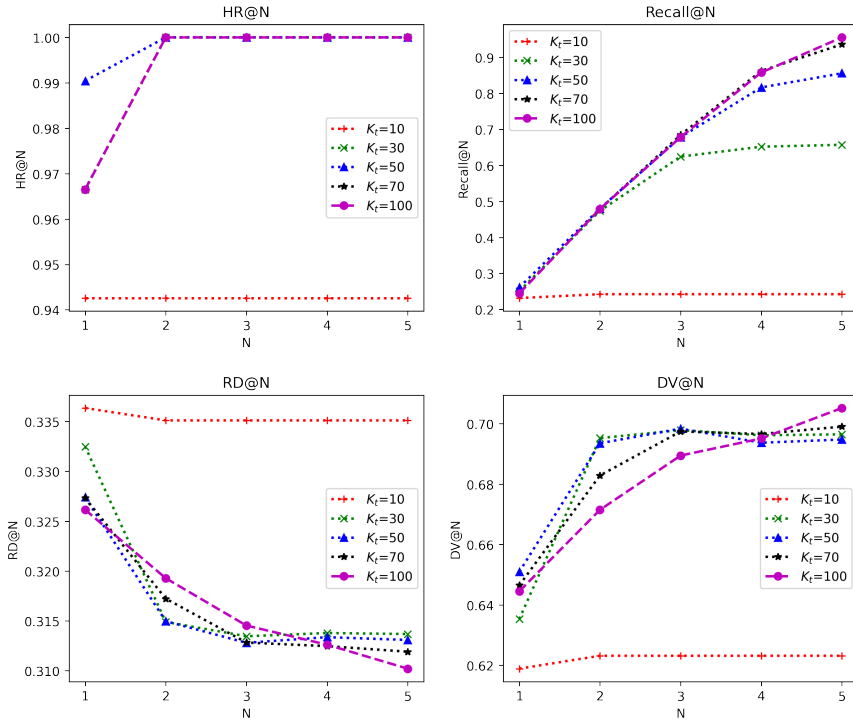 HR@N
1.00
0.99
0.98
0.97
0.96
0.95
0.94
HR@N
1
2
3
4
5
N
K_t=10
K_t=30
K_t=50
K_t=70
K_t=100
Recall@N
0.9
0.8
0.7
0.6
0.5
0.4
0.3
0.2
Recall@N
1
2
3
4
5
N
K_t=10
K_t=30
K_t=50
K_t=70
K_t=100
RD@N
0.335
0.330
0.325
0.320
0.315
0.310
RD@N
1
2
3
4
5
N
K_t=10
K_t=30
K_t=50
K_t=70
K_t=100
DV@N
0.70
0.68
0.66
0.64
0.62
DV@N
1
2
3
4
5
N
K_t=10
K_t=30
K_t=50
K_t=70
K_t=100